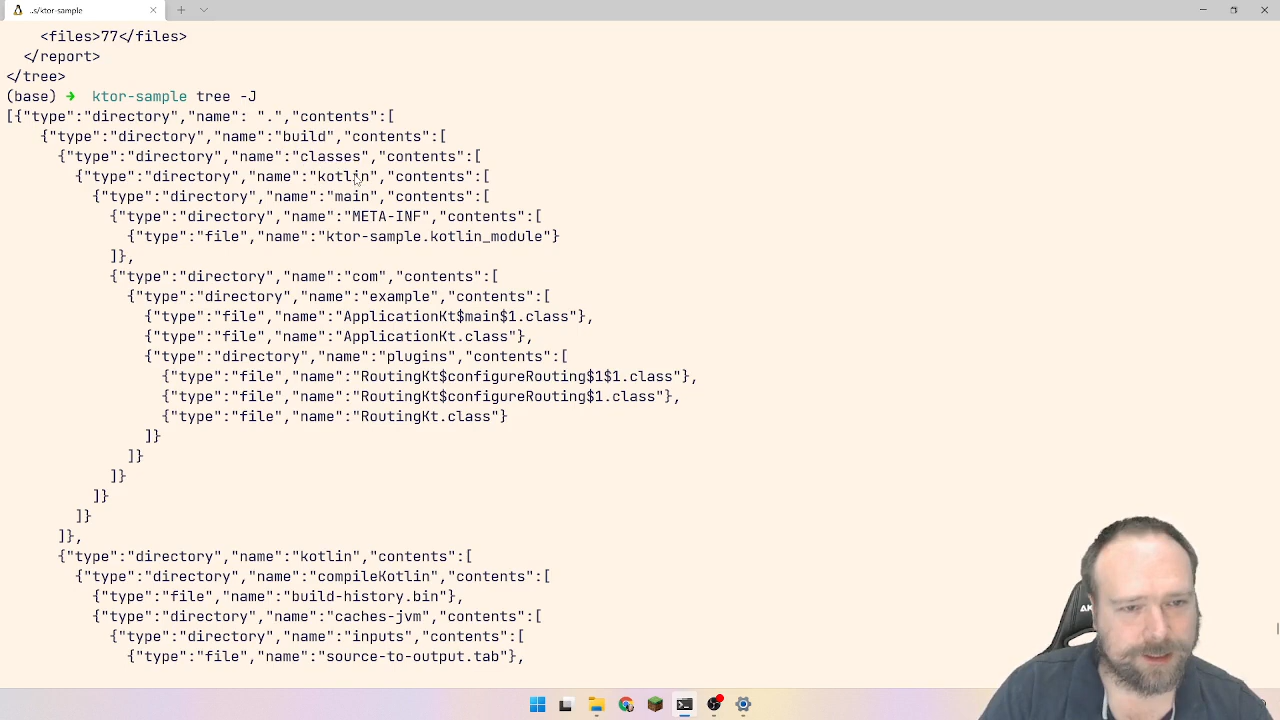 ../ktor-sample
<files>77</files>
</report>
</tree>
(base) ➜ ktor-sample tree -J
[{"type":"directory","name": ".","contents":[
{"type":"directory","name":"build","contents":[
{"type":"directory","name":"classes","contents":[
{"type":"directory","name":"kotlin","contents":[
{"type":"directory","name":"main","contents":[
{"type":"directory","name":"META-INF","contents":[
{"type":"file","name":"ktor-sample.kotlin_module"}
]},
{"type":"directory","name":"com","contents":[
{"type":"directory","name":"example","contents":[
{"type":"file","name":"ApplicationKt$main$1.class"},
{"type":"file","name":"ApplicationKt.class"},
{"type":"directory","name":"plugins","contents":[
{"type":"file","name":"RoutingKt$configureRouting$1$1.class"},
{"type":"file","name":"RoutingKt$configureRouting$1.class"},
{"type":"file","name":"RoutingKt.class"}
]}
]}
]}
]}
]}
]},
{"type":"directory","name":"kotlin","contents":[
{"type":"directory","name":"compileKotlin","contents":[
{"type":"file","name":"build-history.bin"},
{"type":"directory","name":"caches-jvm","contents":[
{"type":"directory","name":"inputs","contents":[
{"type":"file","name":"source-to-output.tab"},